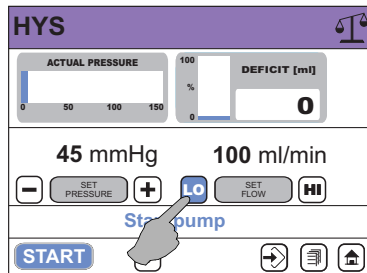 HYS
ACTUAL PRESSURE
0 50 100 150
100
%
0
DEFICIT [ml]
0
45 mmHg
100 ml/min
SET PRESSURE
LO
SET FLOW
HI
pump
START